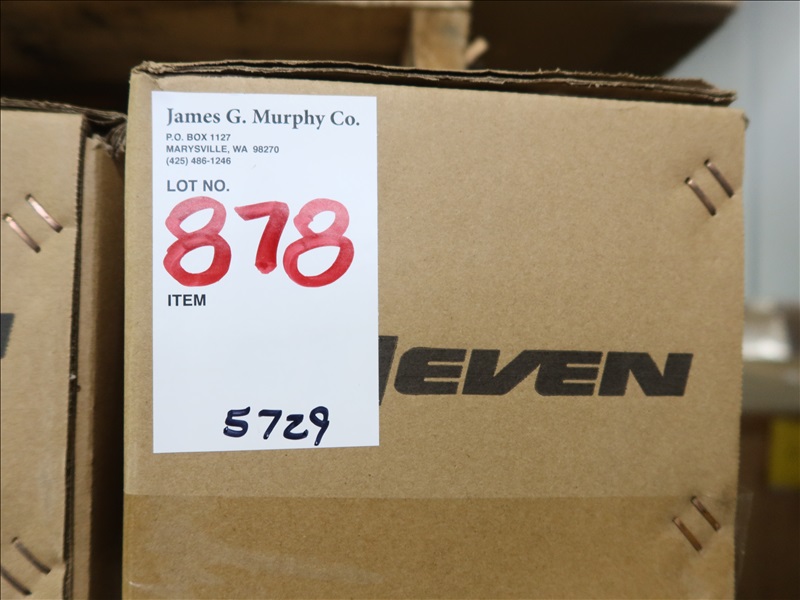 James G. Murphy Co.
P.O. BOX 1127
MARYSVILLE, WA 98270
(425) 486-1246
LOT NO.
878
ITEM
5729
EVEN